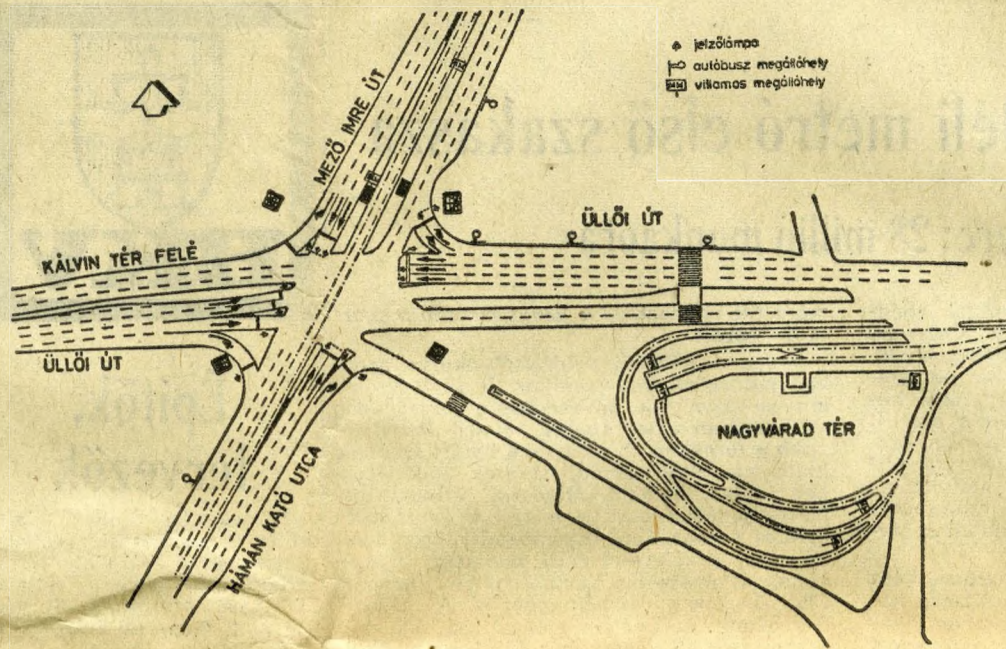 jelzőlámpa
autóbusz megállóhely
villamos megállóhely
MEZŐ IMRE ÚT
ÜLLŐI ÚT
KÁLVIN TÉR FELÉ
ÜLLŐI ÚT
NAGYVÁRAD TÉR
HÁMÁN KATÓ UTCA